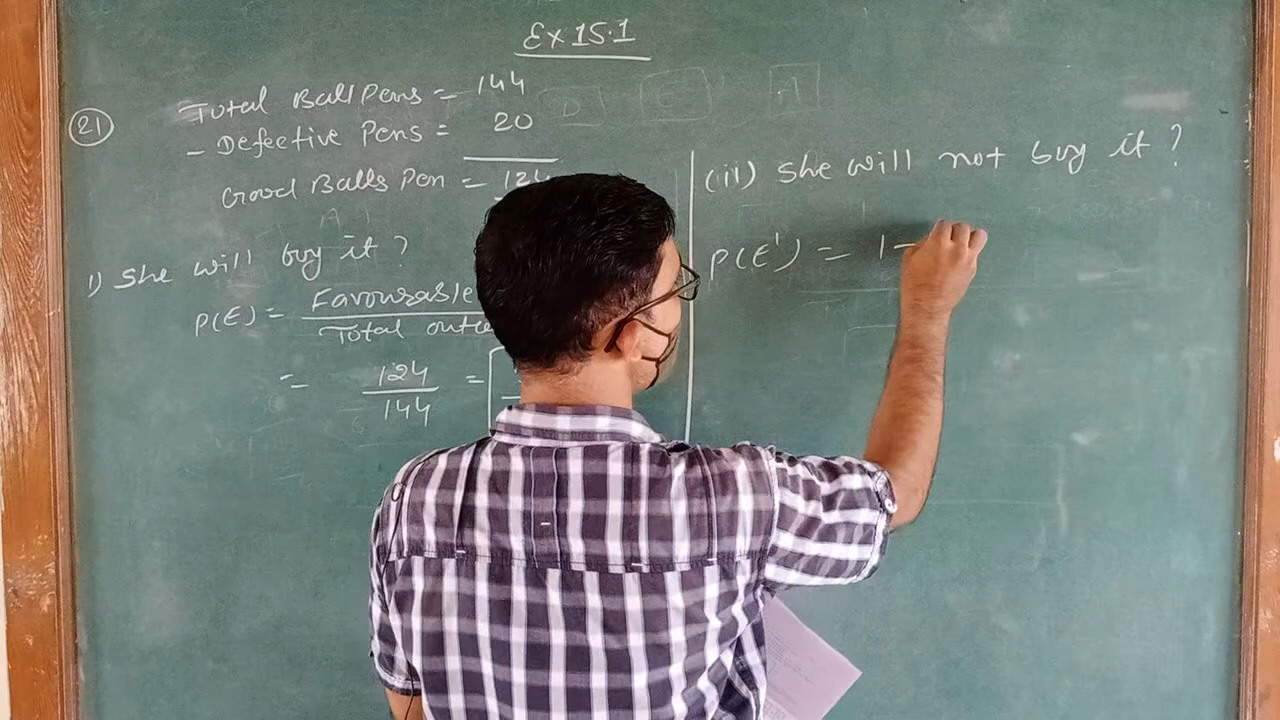 Ex 15.1
21
Total Ball Pens = 144
- Defective Pens = 20
Good Balls Pen = 124
1) She will buy it ?
P(E) = Favourable
Total
= 124
144
=
(ii) She will not buy it ?
P(E') = 1-